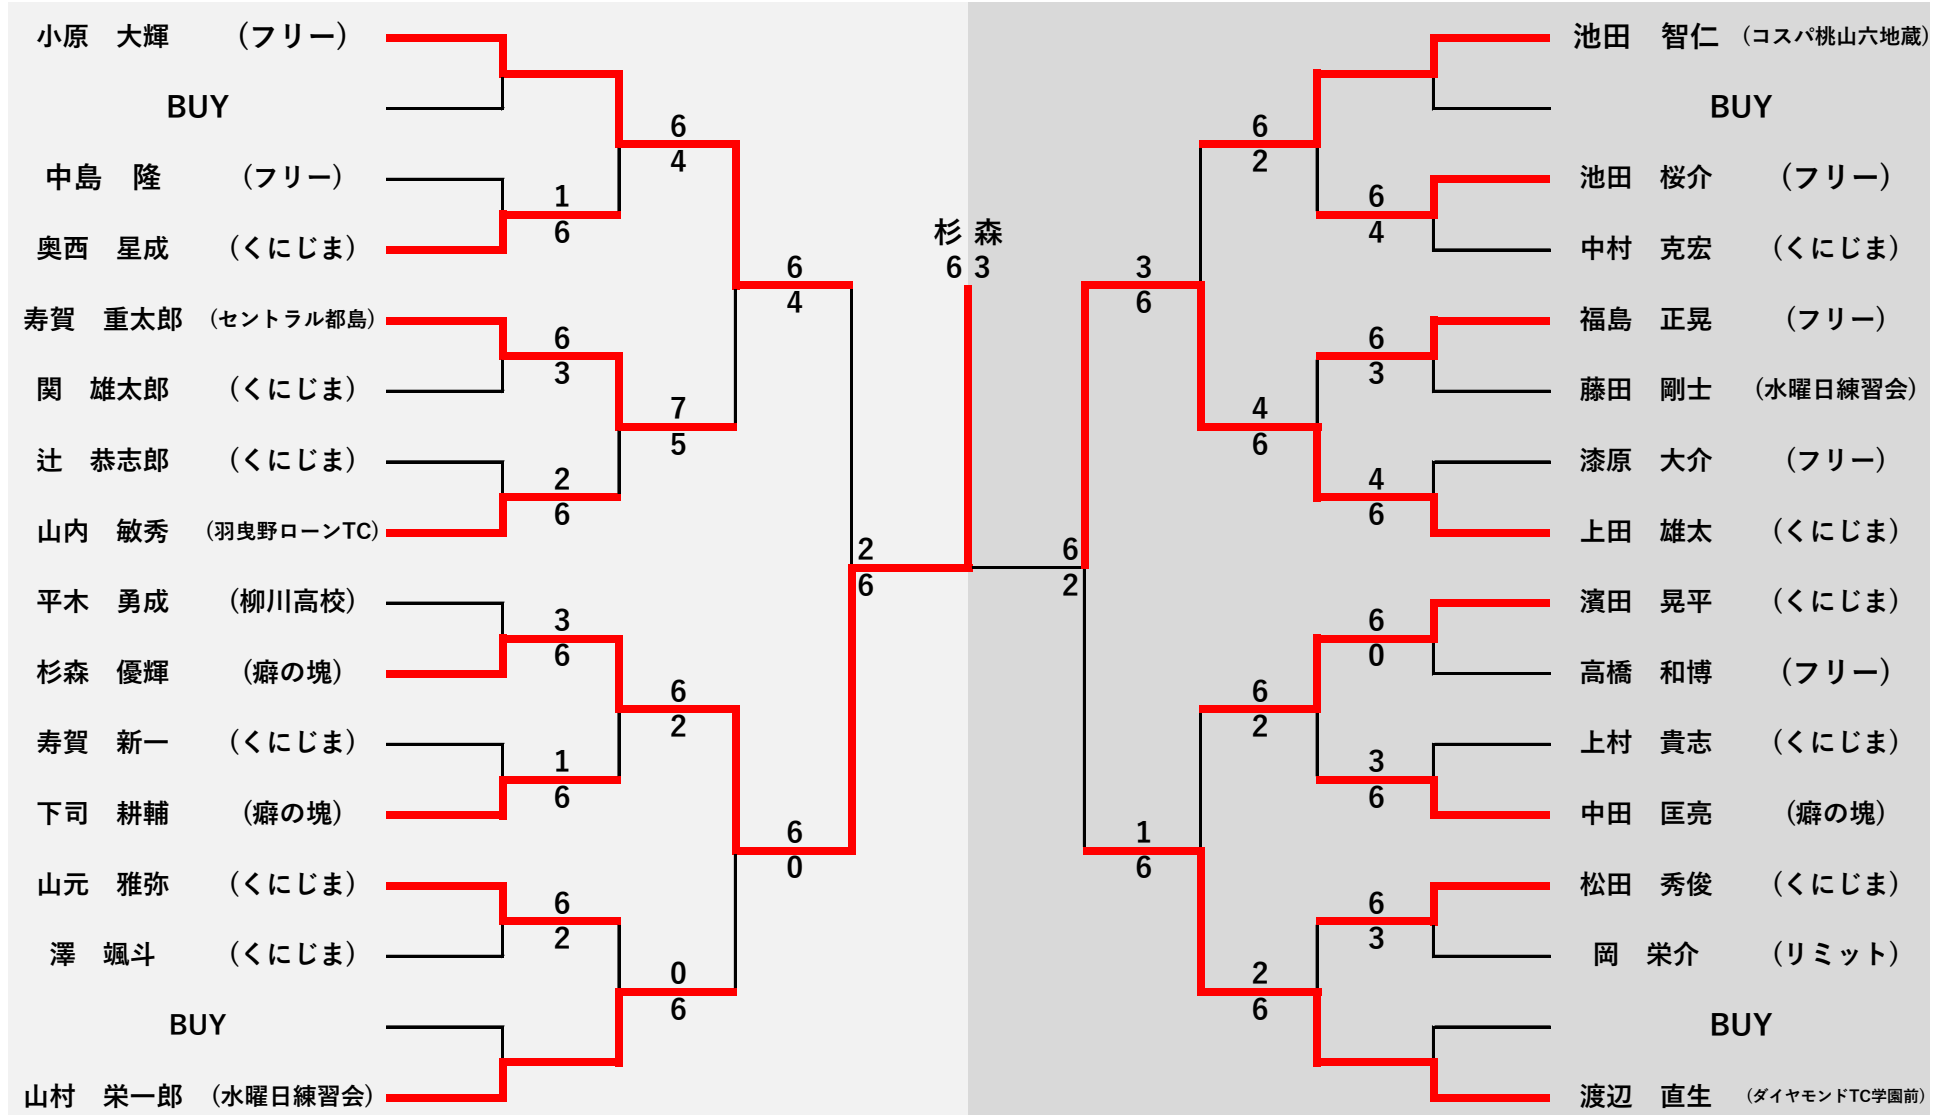 小原 大輝 (フリー)
BUY
中島 隆 (フリー)
奥西 星成 (くにじま)
寿賀 重太郎 (セントラル都島)
関 雄太郎 (くにじま)
辻 恭志郎 (くにじま)
山内 敏秀 (羽曳野ローンTC)
平木 勇成 (柳川高校)
杉森 優輝 (癖の塊)
寿賀 新一 (くにじま)
下司 耕輔 (癖の塊)
山元 雅弥 (くにじま)
澤 颯斗 (くにじま)
BUY
山村 栄一郎 (水曜日練習会)
1
6
6
3
2
6
3
6
1
6
6
2
6
4
7
5
6
2
0
6
6
4
6
0
2
6
杉 森
6 3
6
2
3
6
1
6
6
2
4
6
6
2
2
6
6
4
6
3
4
6
6
0
3
6
6
3
池田 智仁 (コスパ桃山六地蔵)
BUY
池田 桜介 (フリー)
中村 克宏 (くにじま)
福島 正晃 (フリー)
藤田 剛士 (水曜日練習会)
漆原 大介 (フリー)
上田 雄太 (くにじま)
濱田 晃平 (くにじま)
高橋 和博 (フリー)
上村 貴志 (くにじま)
中田 匡亮 (癖の塊)
松田 秀俊 (くにじま)
岡 栄介 (リミット)
BUY
渡辺 直生 (ダイヤモンドTC学園前)